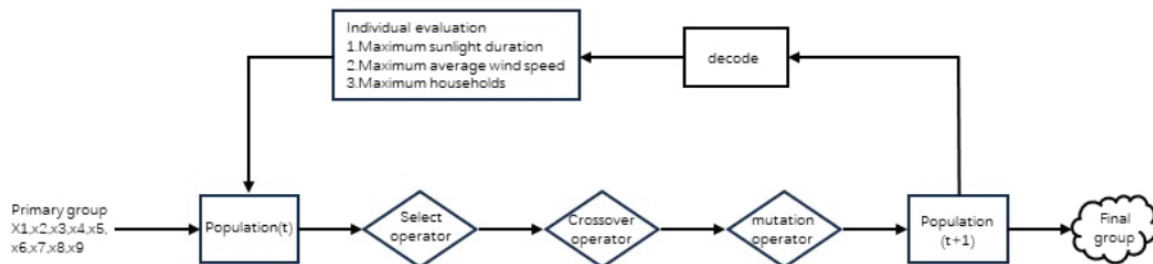 Individual evaluation
1.Maximum sunlight duration
2.Maximum average wind speed
3.Maximum households
decode
Primary group
X1,x2,x3,x4,x5,
x6,x7,x8,x9
Population(t)
Select
operator
Crossover
operator
mutation
operator
Population
(t+1)
Final
group